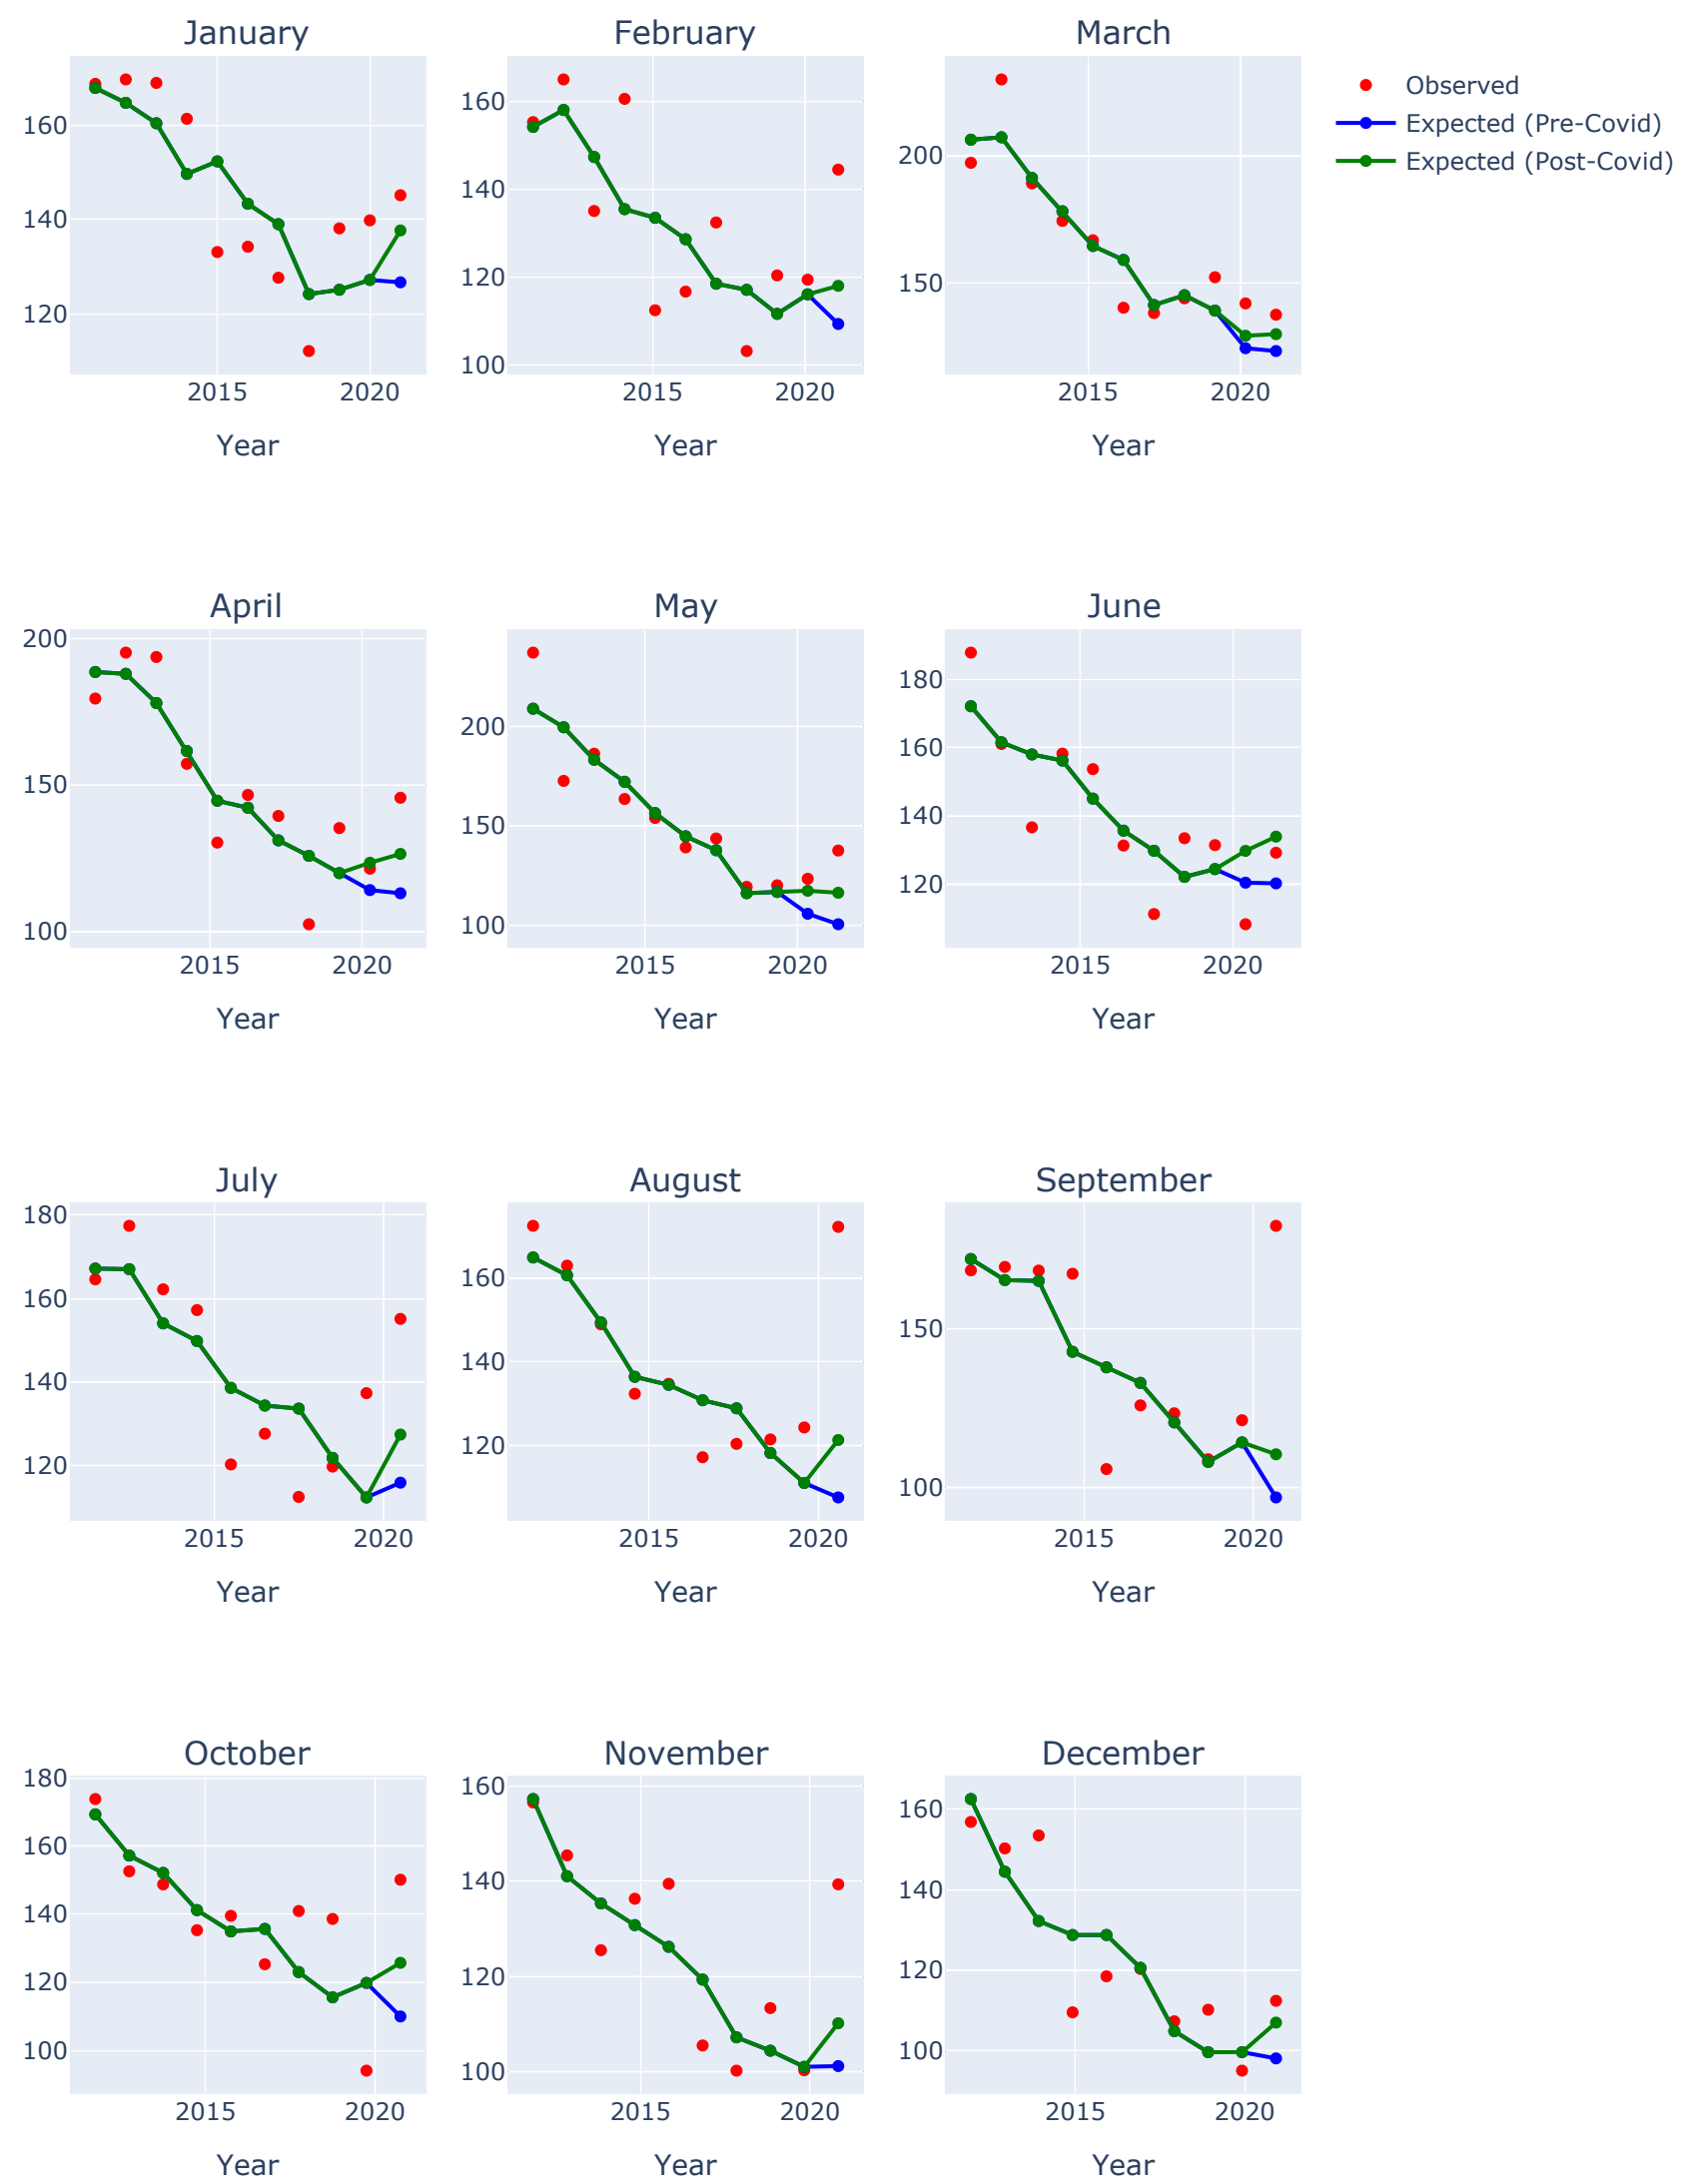 January
February
March
Observed
Expected (Pre-Covid)
Expected (Post-Covid)
160
140
120
2015
2020
Year
160
140
120
100
2015
2020
Year
200
150
2015
2020
Year
April
May
June
200
150
100
2015
2020
Year
200
150
100
2015
2020
Year
180
160
140
120
2015
2020
Year
July
August
September
180
160
140
120
2015
2020
Year
160
140
120
2015
2020
Year
150
100
2015
2020
Year
October
November
December
180
160
140
120
100
2015
2020
Year
160
140
120
100
2015
2020
Year
160
140
120
100
2015
2020
Year